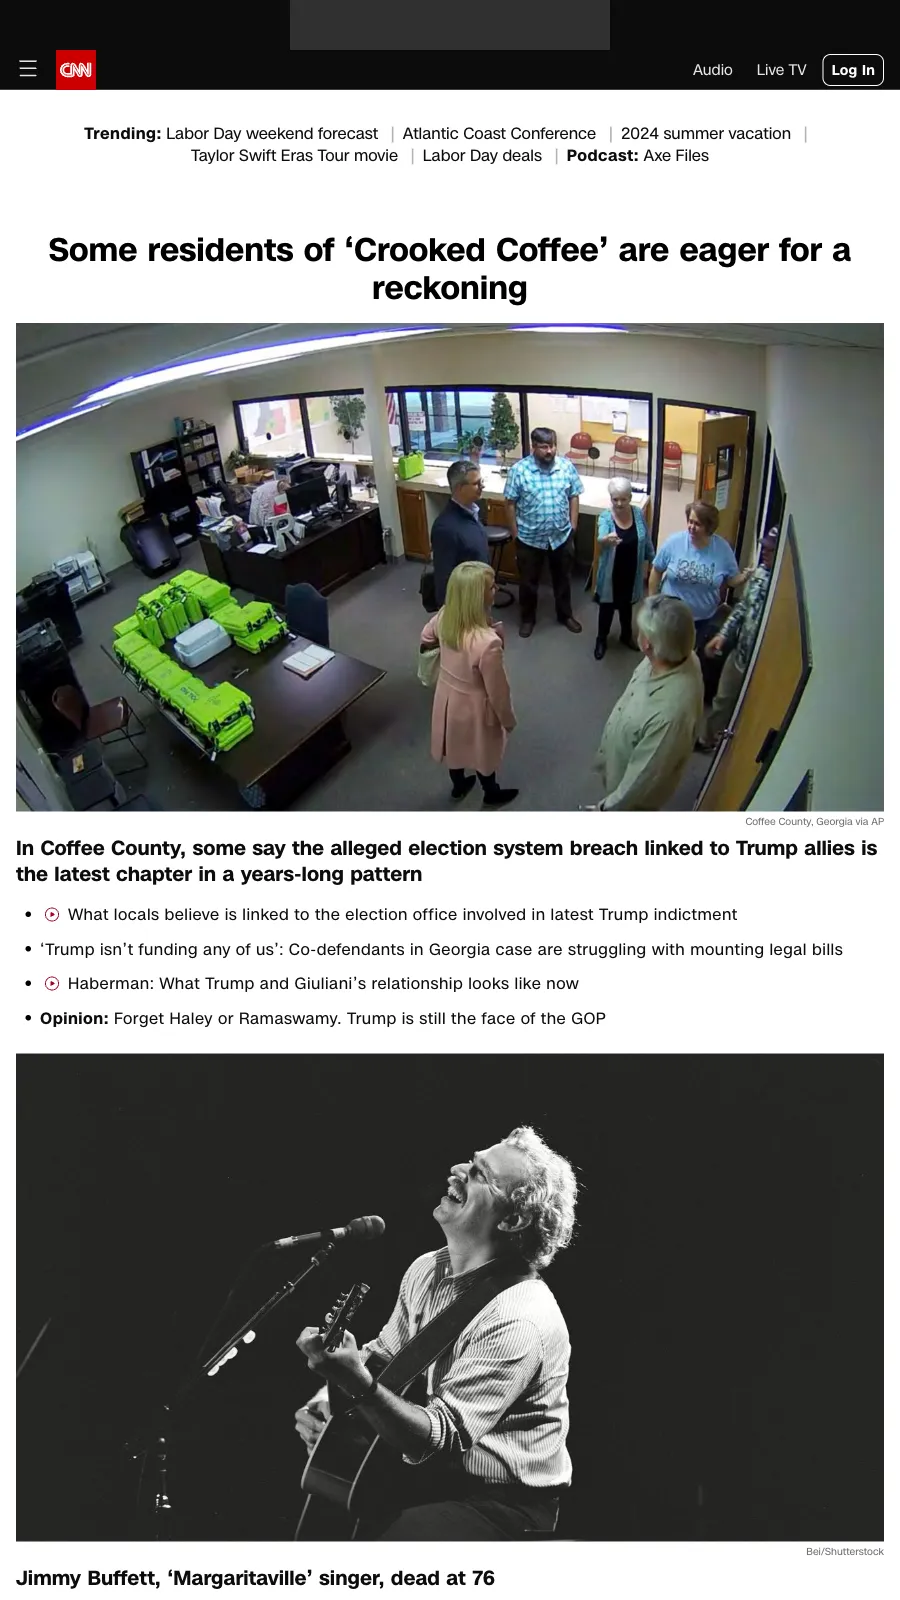 CNN
Audio
Live TV
Log In
Trending: Labor Day weekend forecast | Atlantic Coast Conference | 2024 summer vacation |
Taylor Swift Eras Tour movie | Labor Day deals | Podcast: Axe Files
Some residents of ‘Crooked Coffee’ are eager for a
reckoning
Coffee County, Georgia via AP
In Coffee County, some say the alleged election system breach linked to Trump allies is
the latest chapter in a years-long pattern
• What locals believe is linked to the election office involved in latest Trump indictment
• ‘Trump isn’t funding any of us’: Co-defendants in Georgia case are struggling with mounting legal bills
• Haberman: What Trump and Giuliani’s relationship looks like now
• Opinion: Forget Haley or Ramaswamy. Trump is still the face of the GOP
Bei/Shutterstock
Jimmy Buffett, ‘Margaritaville’ singer, dead at 76